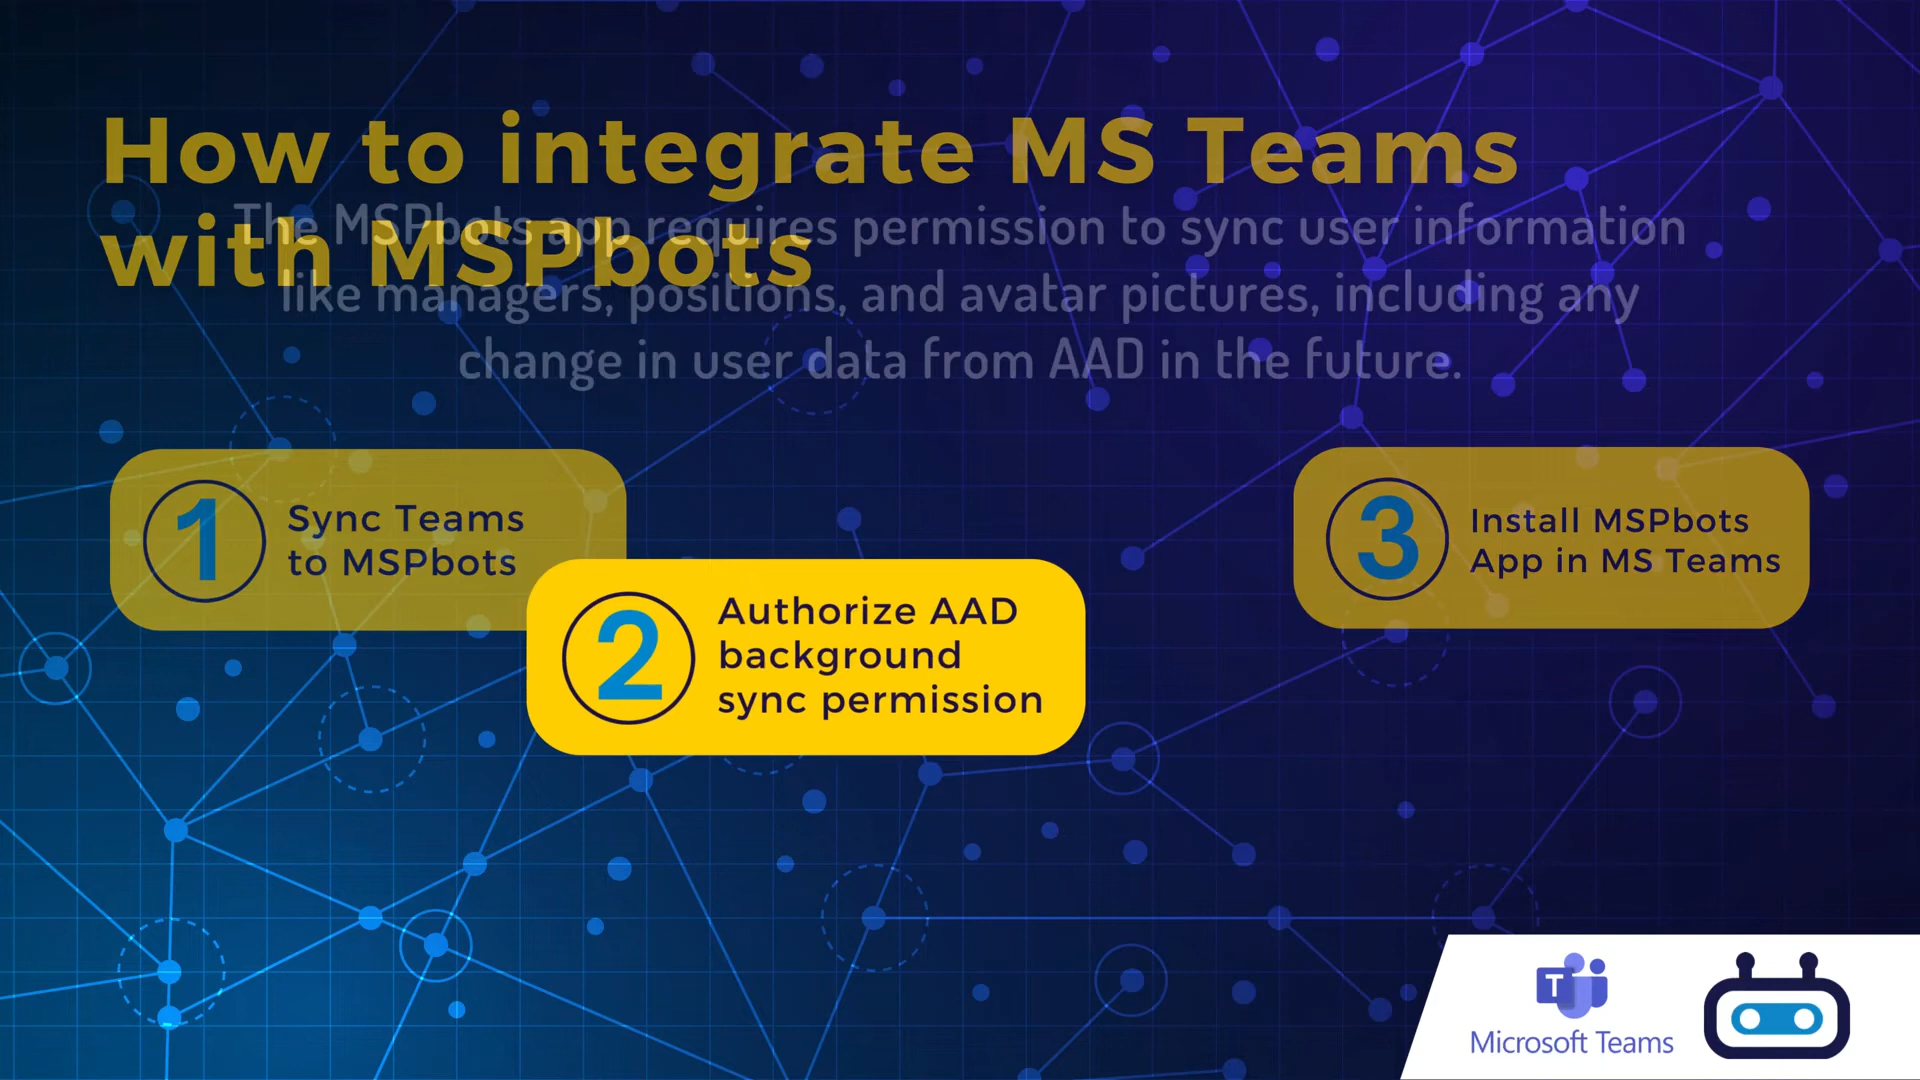 How to integrate MS Teams
with MSPbots
The MSPbots app requires permission to sync user information
like managers, positions, and avatar pictures, including any
change in user data from AAD in the future.
1
Sync Teams
to MSPbots
2
Authorize AAD
background
sync permission
3
Install MSPbots
App in MS Teams
T
Microsoft Teams